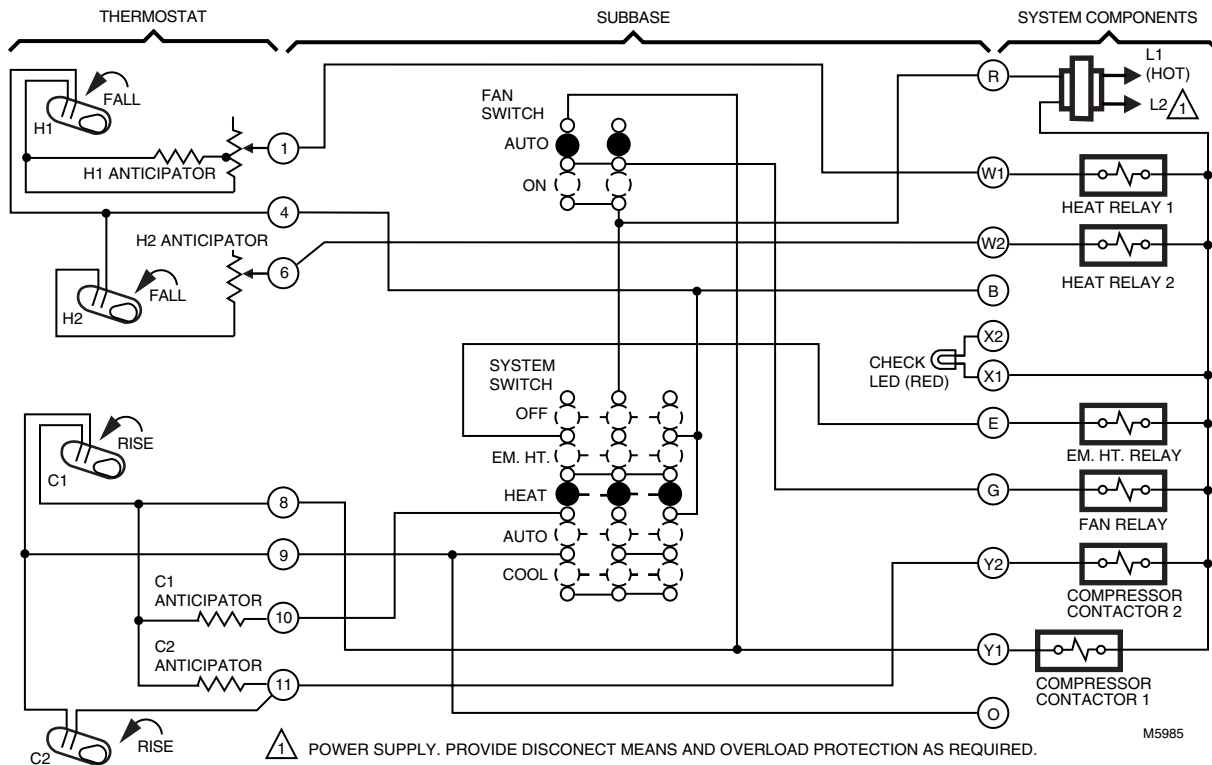 THERMOSTAT
SUBBASE
SYSTEM COMPONENTS
FALL
H1
H1 ANTICIPATOR
1
4
H2 ANTICIPATOR
6
FALL
H2
RISE
C1
8
9
C1
ANTICIPATOR
10
C2
ANTICIPATOR
11
C2
RISE
FAN
SWITCH
AUTO
ON
SYSTEM
SWITCH
OFF
EM. HT.
HEAT
AUTO
COOL
R
W1
W2
B
X2
X1
CHECK
LED (RED)
E
G
Y2
Y1
O
L1
(HOT)
L2
1
HEAT RELAY 1
HEAT RELAY 2
EM. HT. RELAY
FAN RELAY
COMPRESSOR
CONTACTOR 2
COMPRESSOR
CONTACTOR 1
1 POWER SUPPLY. PROVIDE DISCONECT MEANS AND OVERLOAD PROTECTION AS REQUIRED.
M5985